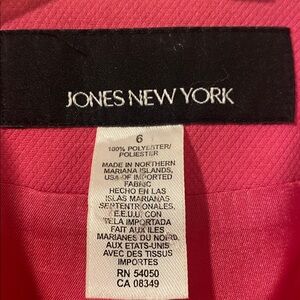 JONES NEW YORK
6
100% POLYESTER/
POLIESTER
MADE IN NORTHERN
MARIANA ISLANDS,
USA OF IMPORTED
FABRIC
HECHO EN LAS
ISLAS MARIANAS
SEPTENTRIONALES,
E.E.U.U. CON
TELA IMPORTADA
FAIT AUX ILES
MARIANES DU NORD,
AUX ETATS-UNIS
AVEC DES TISSUS
IMPORTES
RN 54050
CA 08349